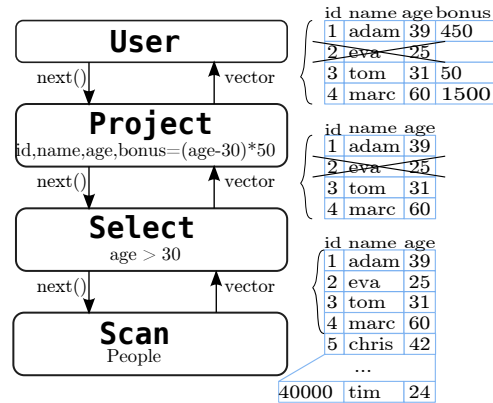 User
next()
vector
Project
id,name,age,bonus=(age-30)*50
next()
vector
Select
age > 30
next()
vector
Scan
People
id name age bonus
1 adam 39 450
2 eva 25
3 tom 31 50
4 marc 60 1500
id name age
1 adam 39
2 eva 25
3 tom 31
4 marc 60
id name age
1 adam 39
2 eva 25
3 tom 31
4 marc 60
5 chris 42
...
40000 tim 24